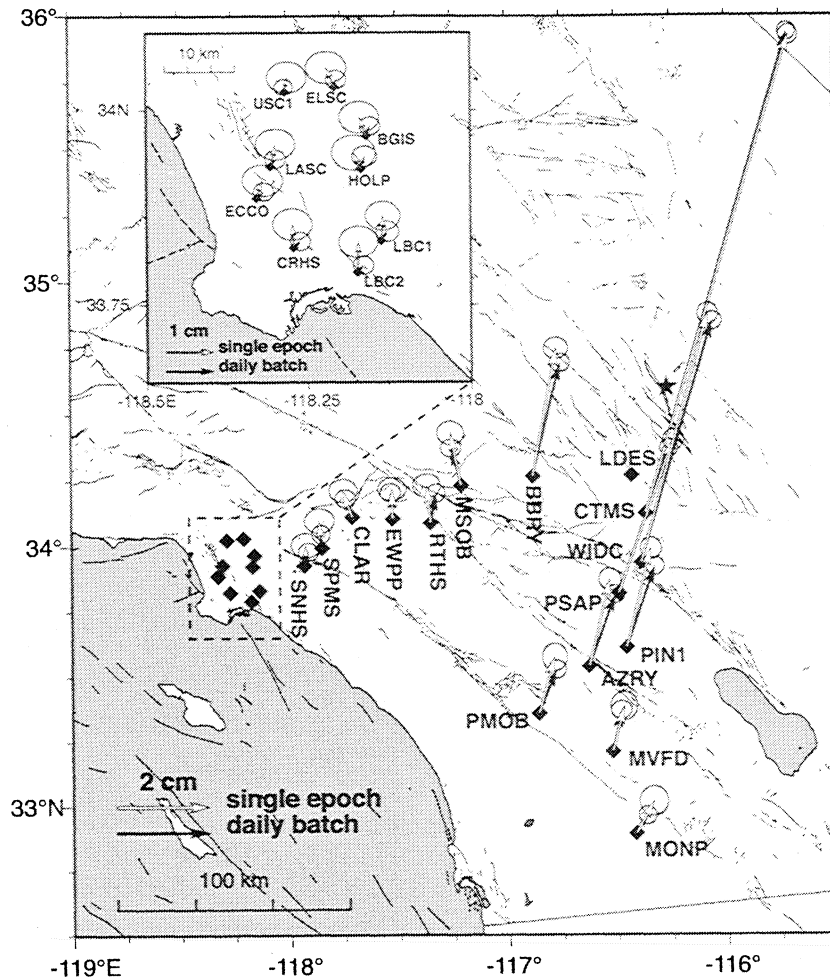 36°
10 km
34N
USC1
ELSC
BGIS
LASC
HOLP
ECCO
LBC1
CRHS
LBC2
35°
33.75
1 cm
single epoch
daily batch
-118.5E
-118.25
-118
LDES
BBRY
MSOB
CTMS
34°
WIDC
CLAR
EWPP
RTHS
SPMS
SNHS
PSAP
PIN1
AZRY
PMOB
MVFD
2 cm
single epoch
33°N
daily batch
MONP
100 km
-119°E
-118°
-117°
-116°